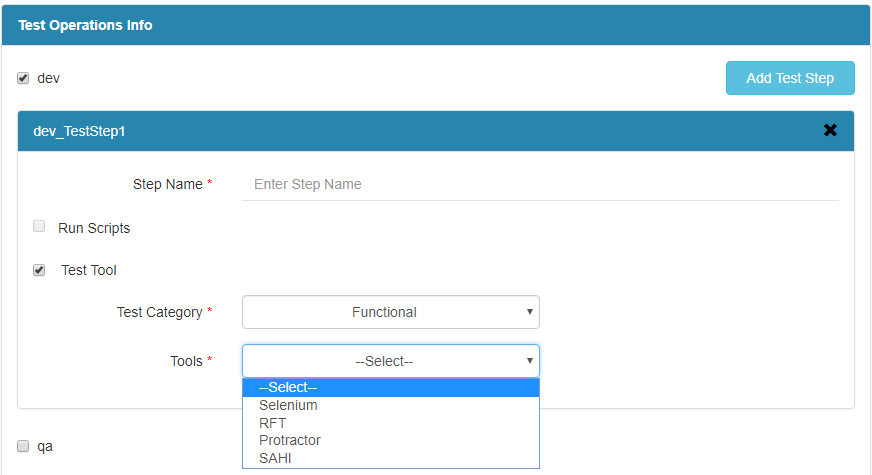 Test Operations Info
dev
Add Test Step
dev_TestStep1
Step Name *
Enter Step Name
Run Scripts
Test Tool
Test Category *
Functional
Tools *
--Select--
--Select--
Selenium
RFT
Protractor
SAHI
qa